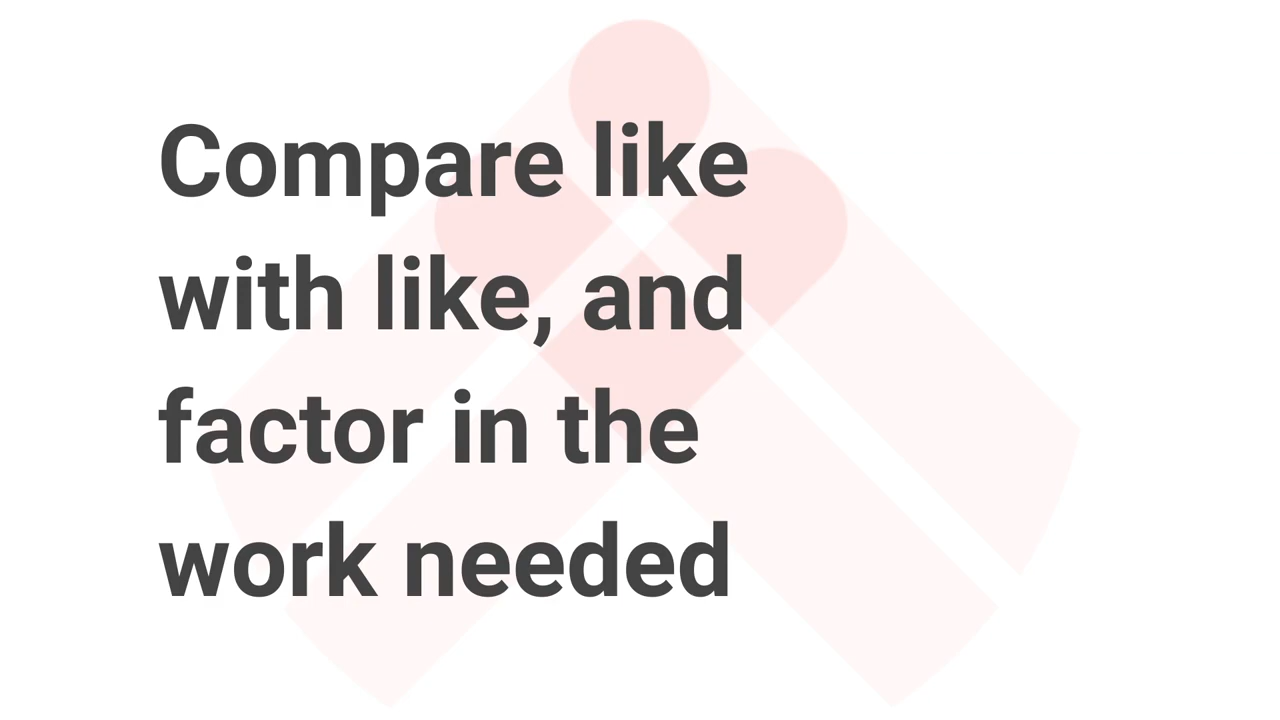 Compare like
with like, and
factor in the
work needed